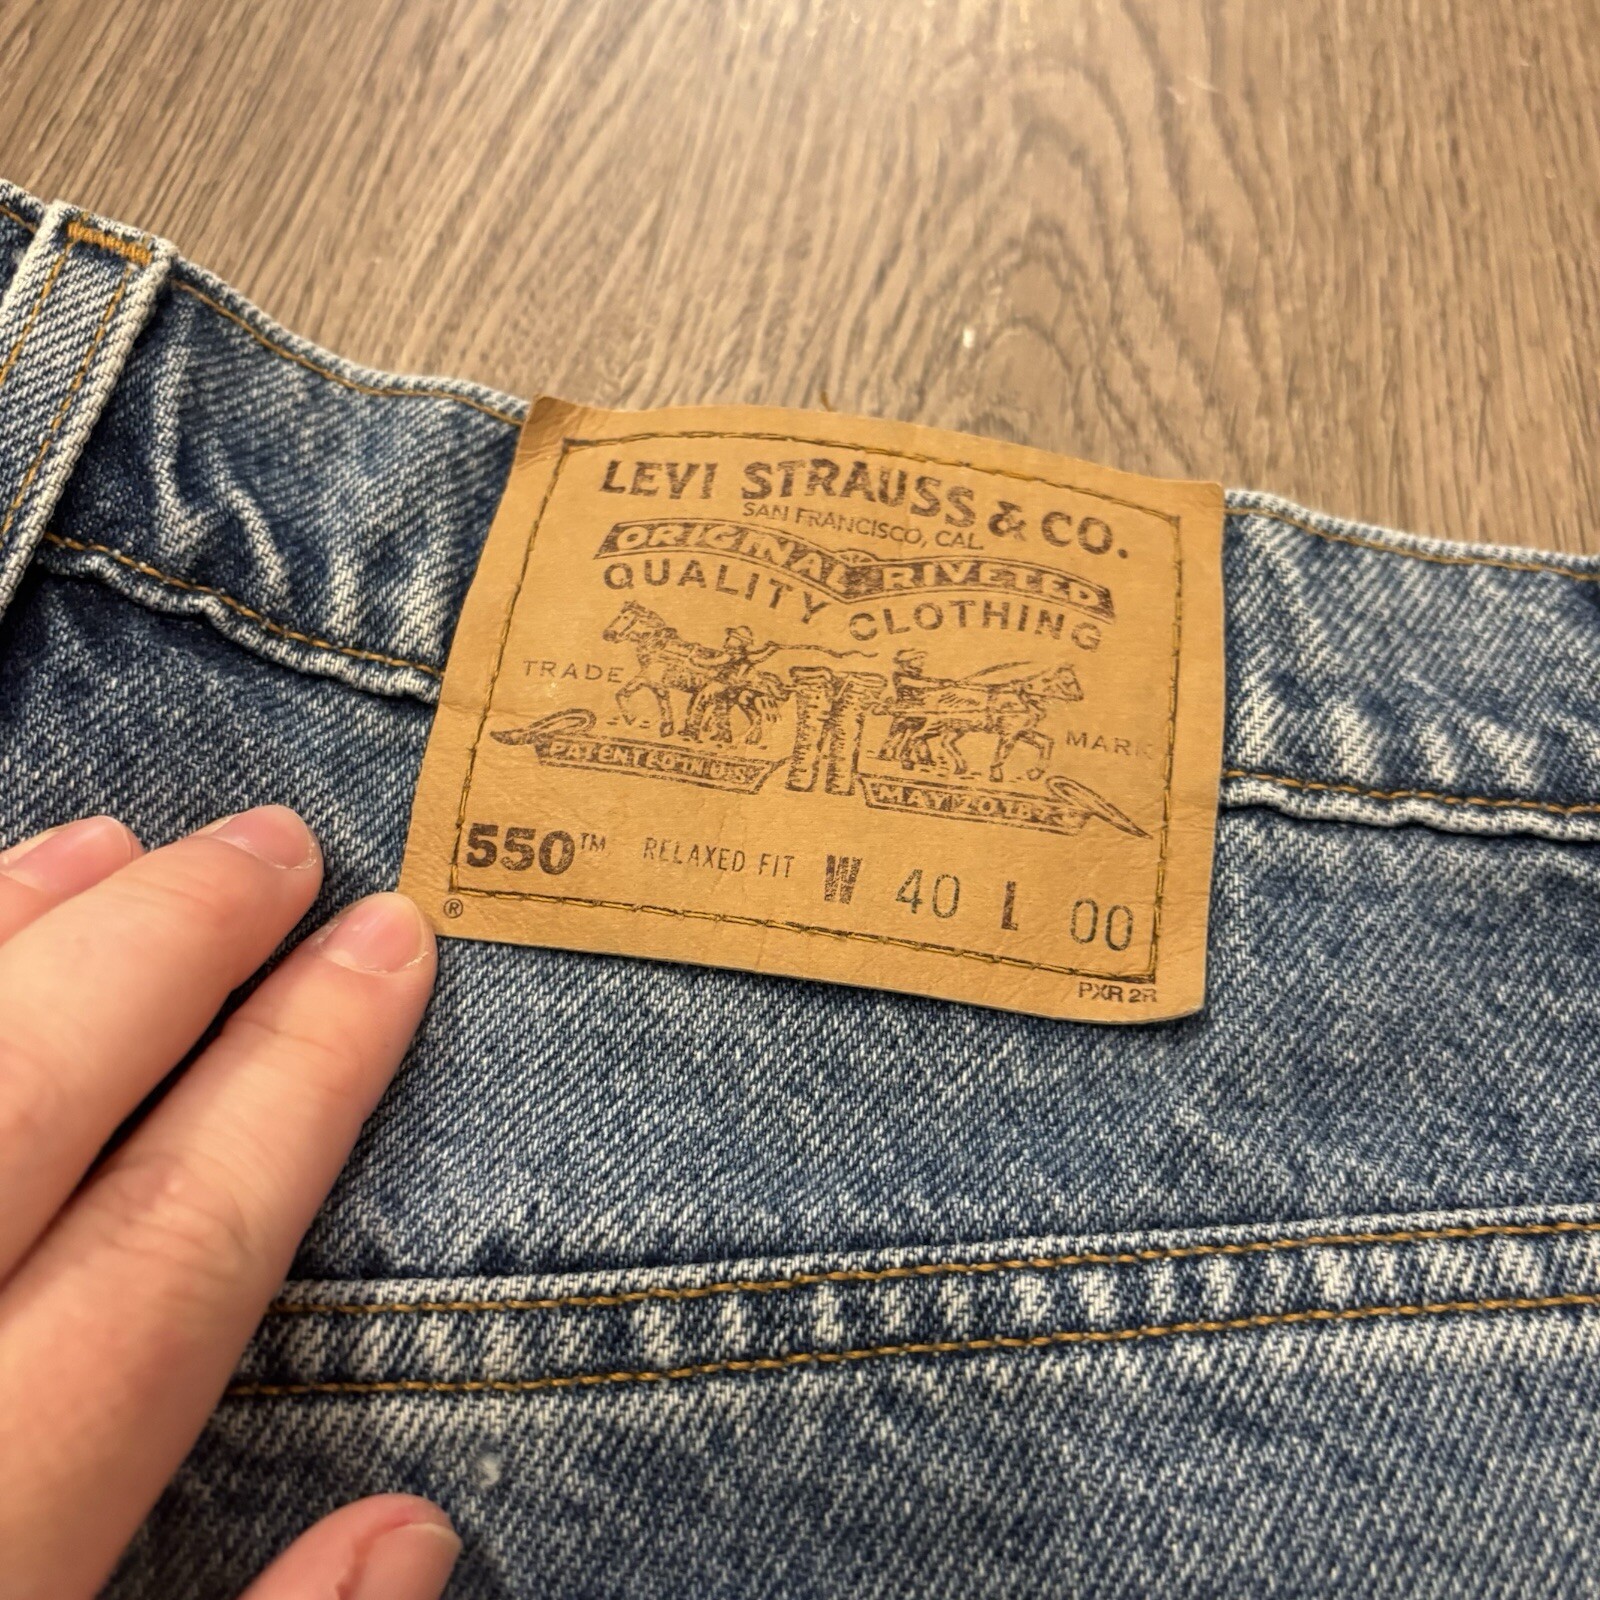 LEVI STRAUSS & CO.
SAN FRANCISCO, CAL.
ORIGINAL RIVETED
QUALITY CLOTHING
TRADE MARK
PATENTED IN U.S.
MAY 20 1873
550™ RELAXED FIT W 40 L 00
®
PXR 2R